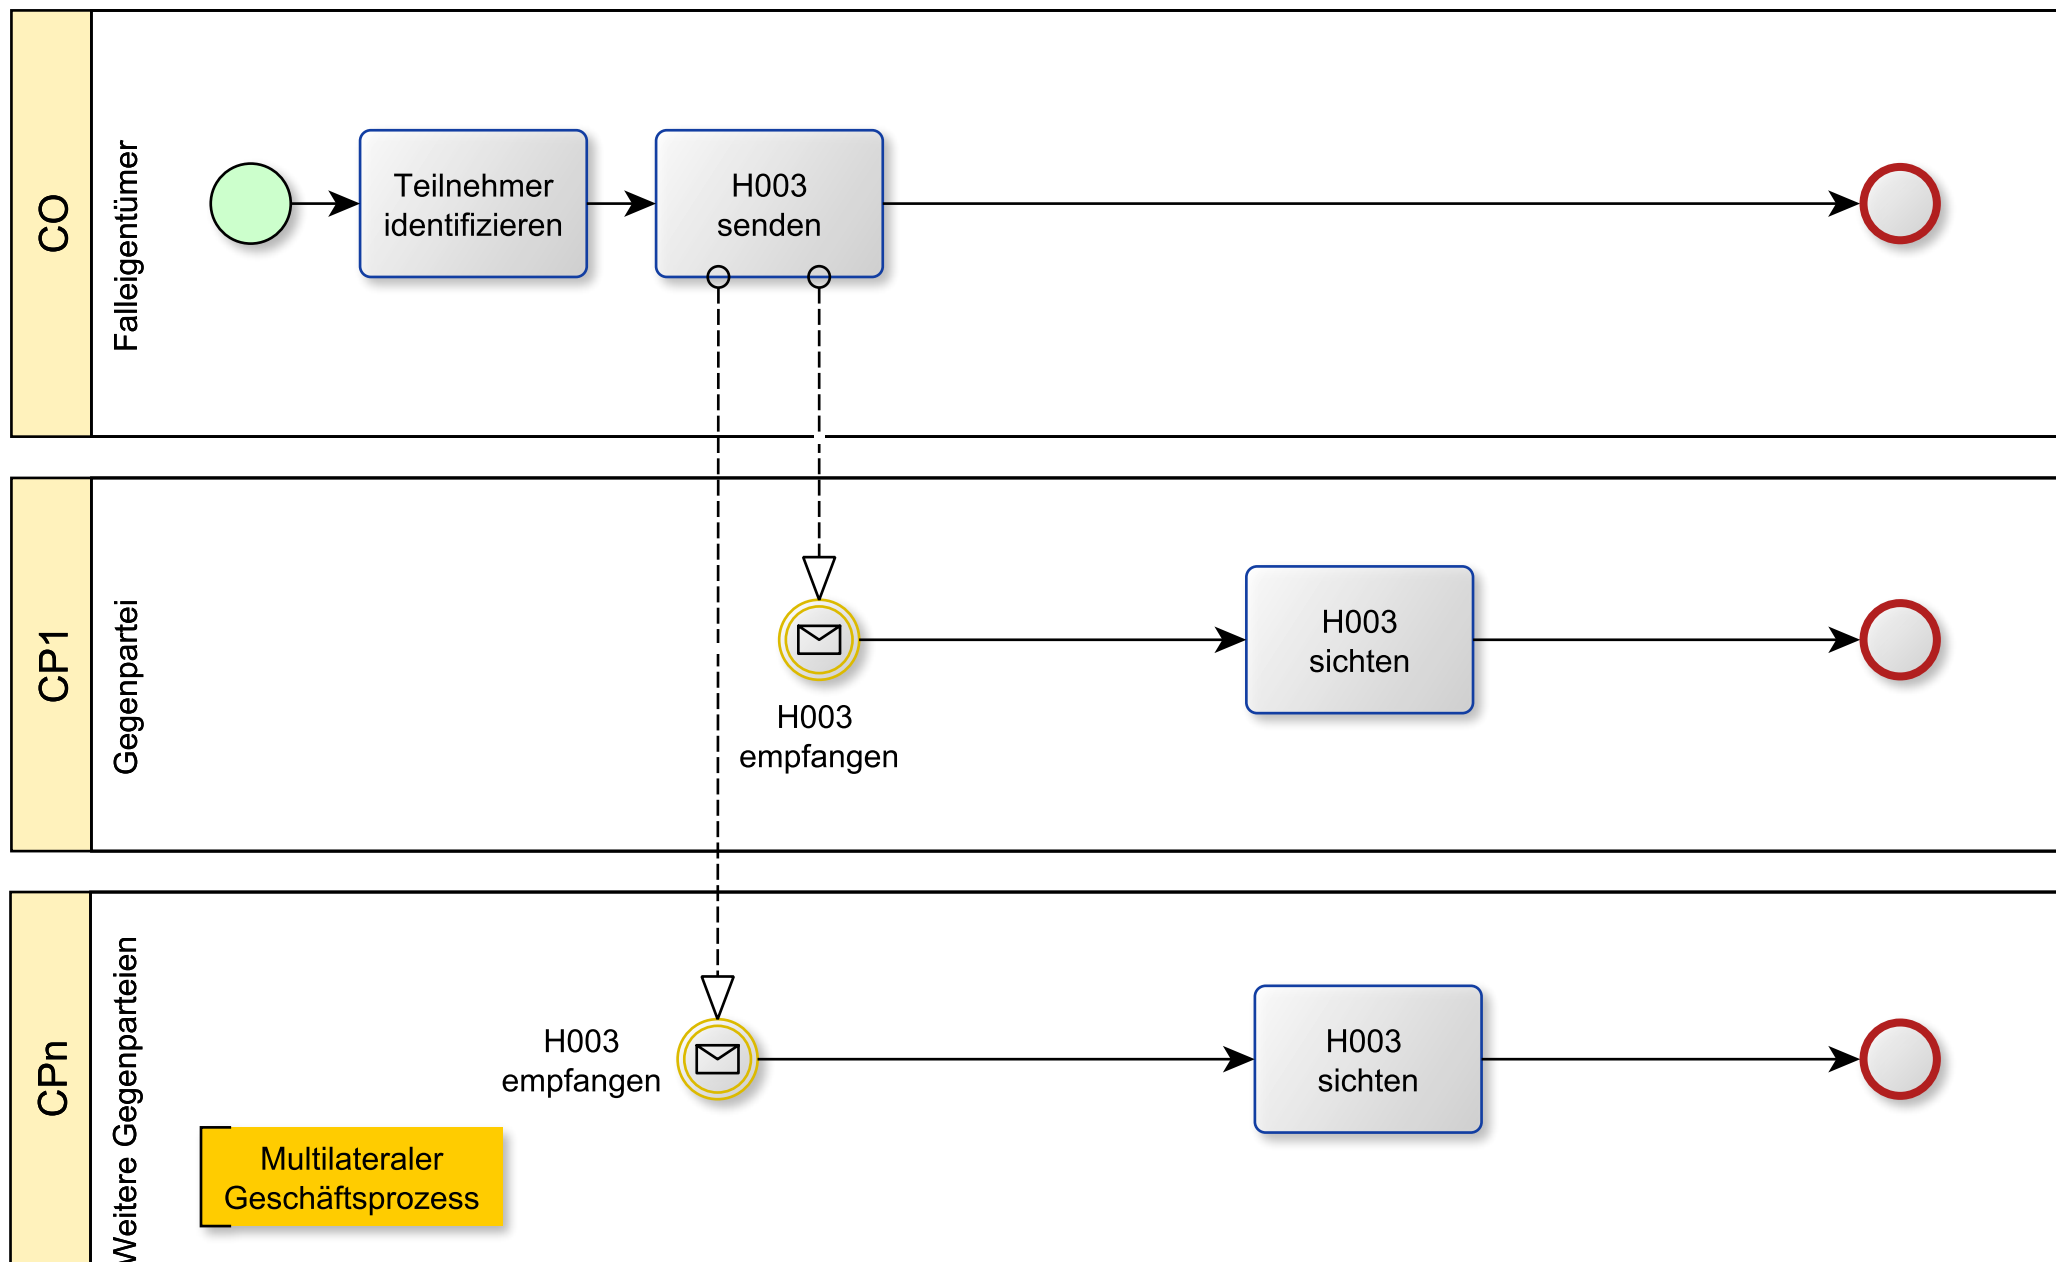 CO
Falleigentümer
Teilnehmer
identifizieren
H003
senden
CP1
Gegenpartei
H003
empfangen
H003
sichten
CPn
Weitere Gegenparteien
H003
empfangen
H003
sichten
Multilateraler
Geschäftsprozess